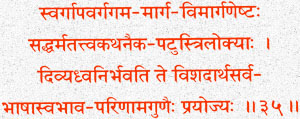 स्वर्गापवर्गगम-मार्ग-विमार्गणेष्टः
सद्धर्मतत्त्वकथनैक-पटुस्त्रिलोक्याः ।
दिव्यध्वनिर्भवति ते विशदार्थसर्व-
भाषास्वभाव-परिणामगुणैः प्रयोज्यः ॥३५॥